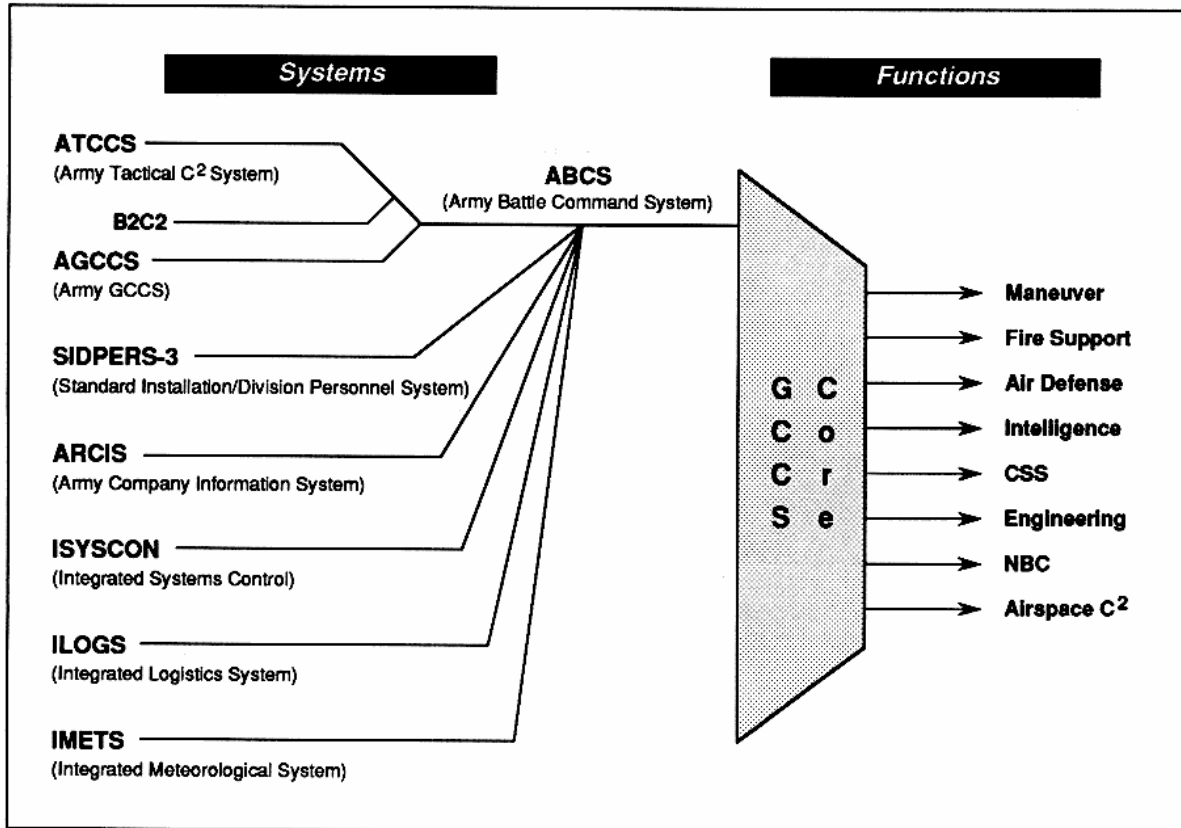 Systems
Functions
ATCCS
(Army Tactical C² System)
B2C2
AGCCS
(Army GCCS)
SIDPERS-3
(Standard Installation/Division Personnel System)
ARCIS
(Army Company Information System)
ISYSCON
(Integrated Systems Control)
ILOGS
(Integrated Logistics System)
IMETS
(Integrated Meteorological System)
ABCS
(Army Battle Command System)
G C
C o
C r
S e
Maneuver
Fire Support
Air Defense
Intelligence
CSS
Engineering
NBC
Airspace C²